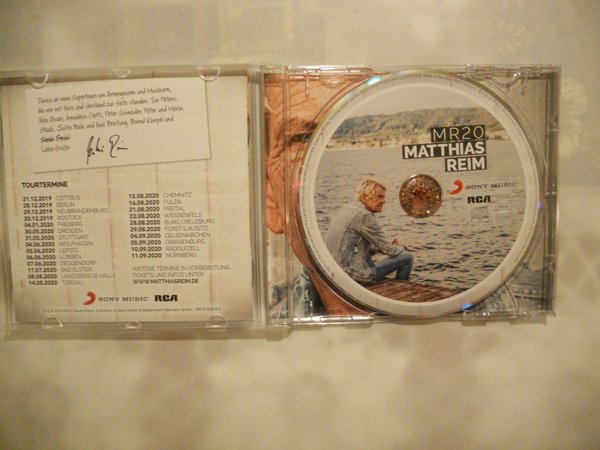 Danke an mein Superteam von Arrangeuren und Musikern,
die mir mit Herz und Verstand zur Seite standen: Tim Peters,
Alex Olivari, Amadeus Crotti, Peter Schneider, Peter und Martin
Staab, Justin Balk und Axel Breitung, Bernd Klimpel und
Sarah Frank!
Liebe Grüße
TOURTERMINE
21.12.2019 COTTBUS
28.12.2019 BERLIN
29.12.2019 NEUBRANDENBURG
30.12.2019 ROSTOCK
04.01.2020 FREIBERG
30.05.2020 DRESDEN
31.05.2020 STUTTGART
04.06.2020 WOLFHAGEN
05.06.2020 LEIPZIG
06.06.2020 LÜBBEN
07.06.2020 DEGGENDORF
17.07.2020 BAD ELSTER
08.08.2020 LANDSBERG B. HALLE
14.08.2020 TORGAU
15.08.2020 CHEMNITZ
16.08.2020 FULDA
21.08.2020 FREITAL
22.08.2020 WEISSENFELS
28.08.2020 BURG CREUZBURG
29.08.2020 FORST (LAUSITZ)
04.09.2020 GELSENKIRCHEN
05.09.2020 ORANIENBURG
10.09.2020 RADOLFZELL
11.09.2020 NÜRNBERG
WEITERE TERMINE IN VORBEREITUNG
TICKETS UND INFOS UNTER
WWW.MATTHIASREIM.DE
SONY MUSIC RCA
MR20
MATTHIAS
REIM
SONY MUSIC RCA